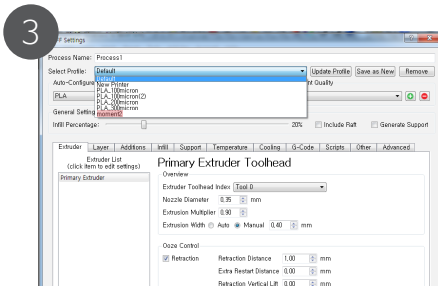 3
FF Settings
Process Name: Process1
Select Profile: Default Update Profile Save as New Remove
Default
New Printer
PLA_100micron
PLA_100micron(2)
PLA_200micron
PLA_300micron
moment2
Auto-Configure nt Quality
PLA
General Setting
Infill Percentage: 20% Include Raft Generate Support
Extruder Layer Additions Infill Support Temperature Cooling G-Code Scripts Other Advanced
Extruder List
(click item to edit settings)
Primary Extruder
Primary Extruder Toolhead
Overview
Extruder Toolhead Index Tool 0
Nozzle Diameter 0,35 mm
Extrusion Multiplier 0,90
Extrusion Width Auto Manual 0,40 mm
Ooze Control
Retraction Retraction Distance 1,00 mm
Extra Restart Distance 0,00 mm
Retraction Vertical Lift 0,00 mm